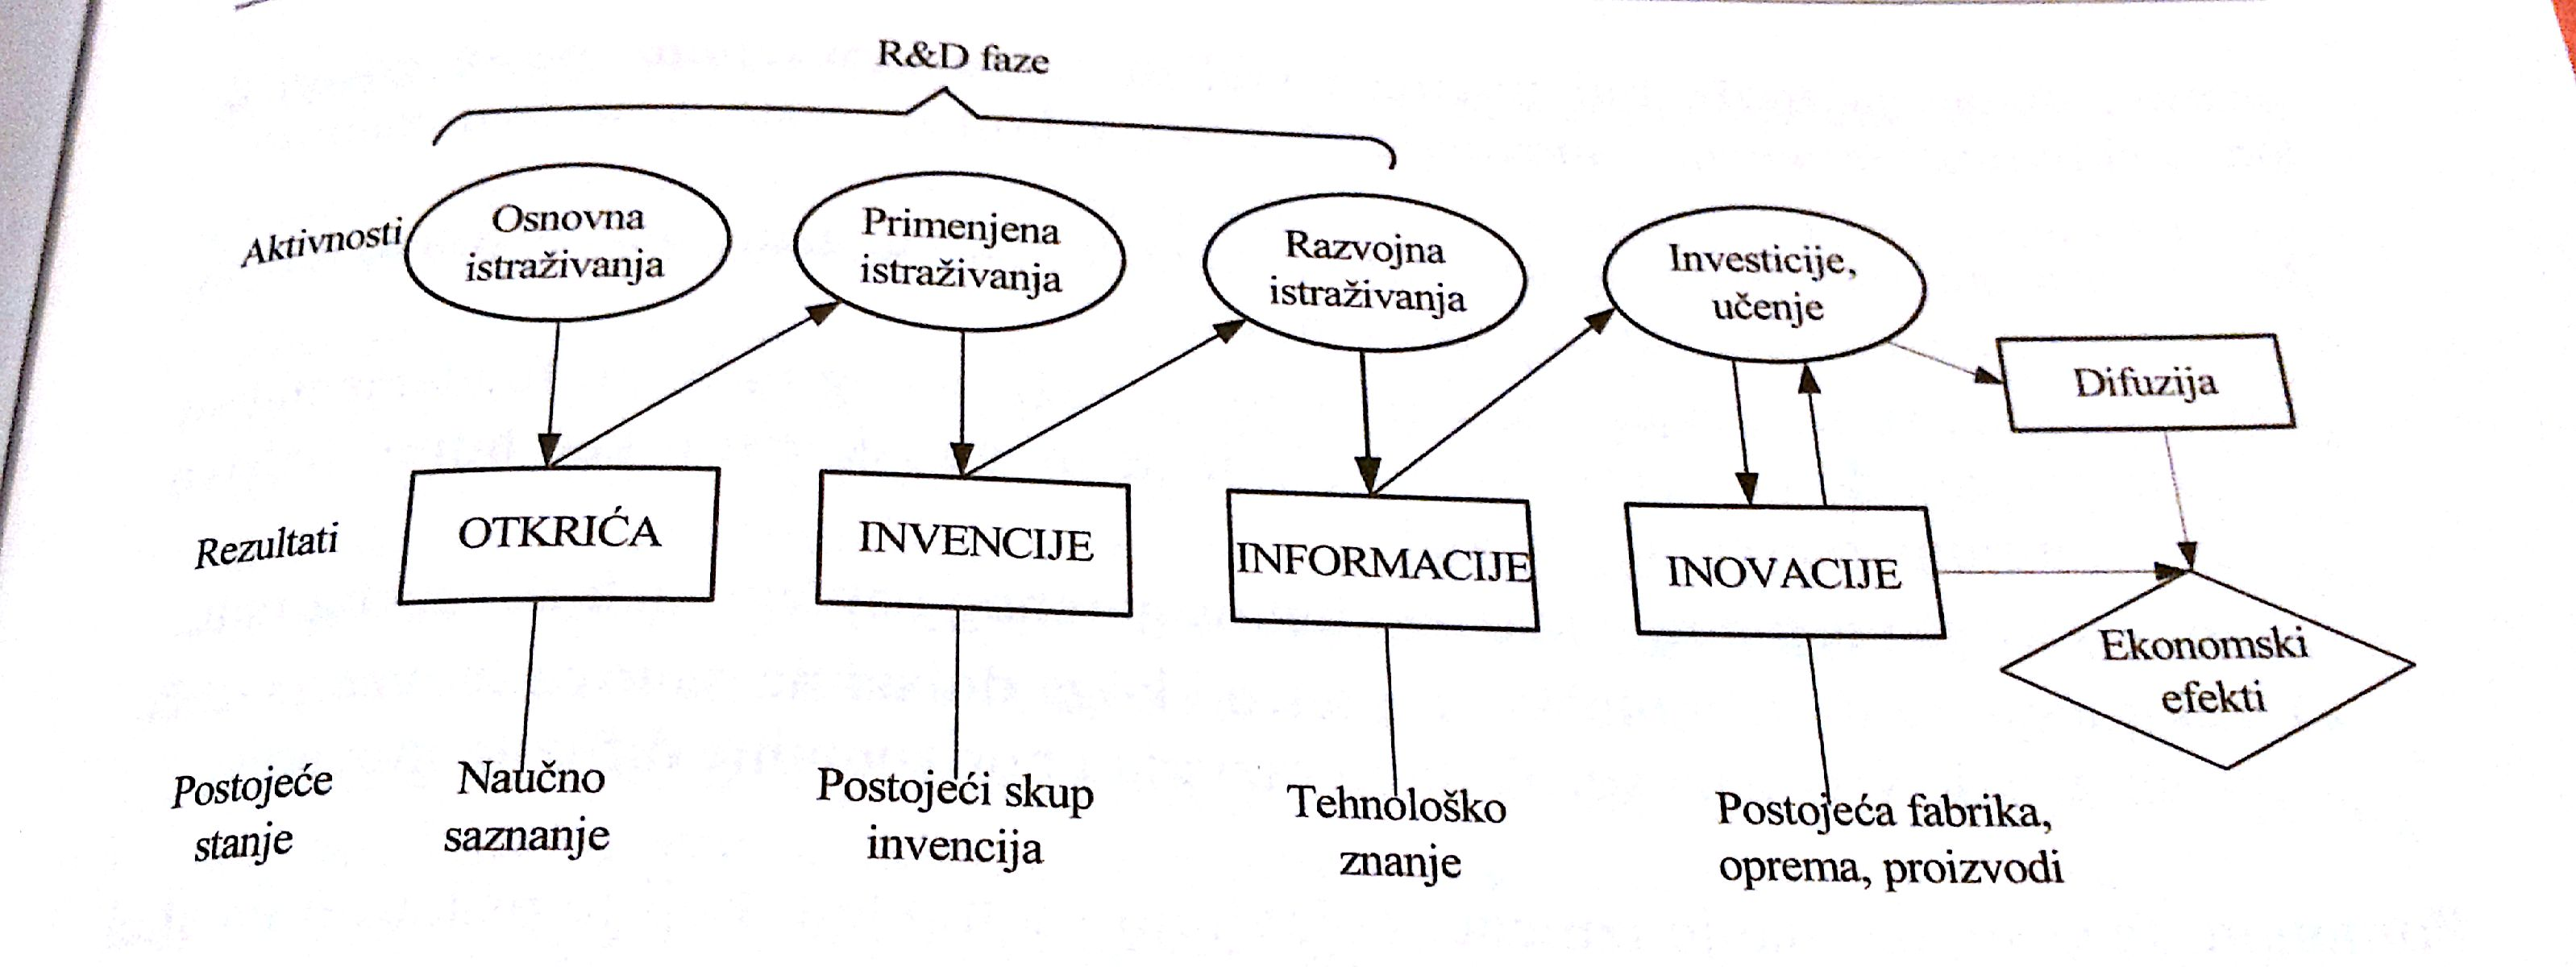 R&D faze
Aktivnosti
Osnovna
istraživanja
Primenjena
istraživanja
Razvojna
istraživanja
Investicije,
učenje
Difuzija
Rezultati
OTKRIĆA
INVENCIJE
INFORMACIJE
INOVACIJE
Ekonomski
efekti
Postojeće
stanje
Naučno
saznanje
Postojeći skup
invencija
Tehnološko
znanje
Postojeća fabrika,
oprema, proizvodi